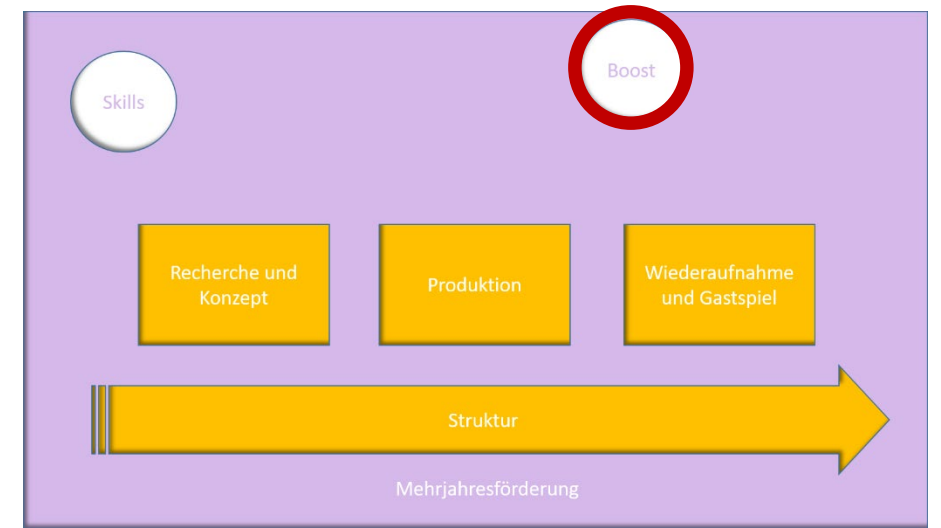 Boost
Skills
Recherche und
Konzept
Produktion
Wiederaufnahme
und Gastspiel
Struktur
Mehrjahresförderung